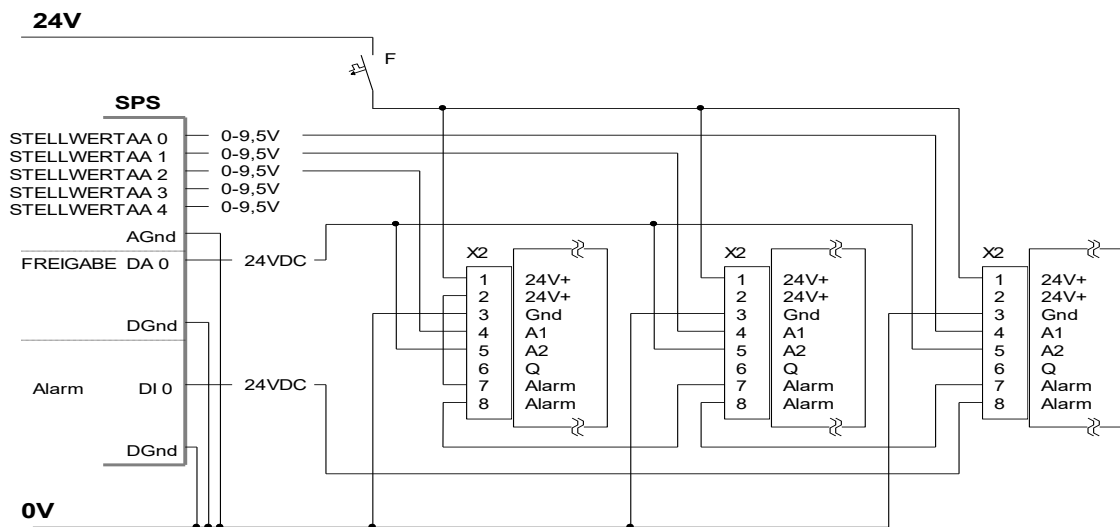 24V
F
SPS
STELLWERTAA 0 0-9,5V
STELLWERTAA 1 0-9,5V
STELLWERTAA 2 0-9,5V
STELLWERTAA 3 0-9,5V
STELLWERTAA 4 0-9,5V
AGnd
FREIGABE DA 0 24VDC
DGnd
Alarm DI 0 24VDC
DGnd
0V
X2
1 24V+
2 24V+
3 Gnd
4 A1
5 A2
6 Q
7 Alarm
8 Alarm
X2
1 24V+
2 24V+
3 Gnd
4 A1
5 A2
6 Q
7 Alarm
8 Alarm
X2
1 24V+
2 24V+
3 Gnd
4 A1
5 A2
6 Q
7 Alarm
8 Alarm